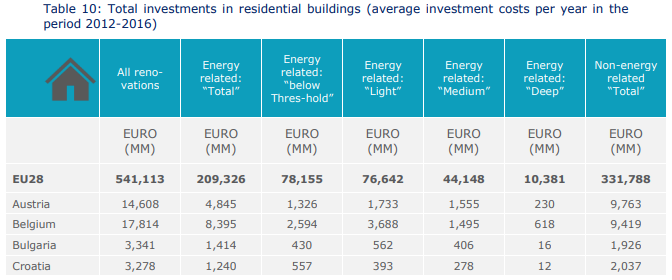 Table 10: Total investments in residential buildings (average investment costs per year in the
period 2012-2016)
All reno-
vations
Energy
related:
“Total”
Energy
related:
“below
Thres-hold”
Energy
related:
“Light”
Energy
related:
“Medium”
Energy
related:
“Deep”
Non-energy
related
“Total”
EURO (MM) EURO (MM) EURO (MM) EURO (MM) EURO (MM) EURO (MM) EURO (MM)
EU28 541,113 209,326 78,155 76,642 44,148 10,381 331,788
Austria 14,608 4,845 1,326 1,733 1,555 230 9,763
Belgium 17,814 8,395 2,594 3,688 1,495 618 9,419
Bulgaria 3,341 1,414 430 562 406 16 1,926
Croatia 3,278 1,240 557 393 278 12 2,037